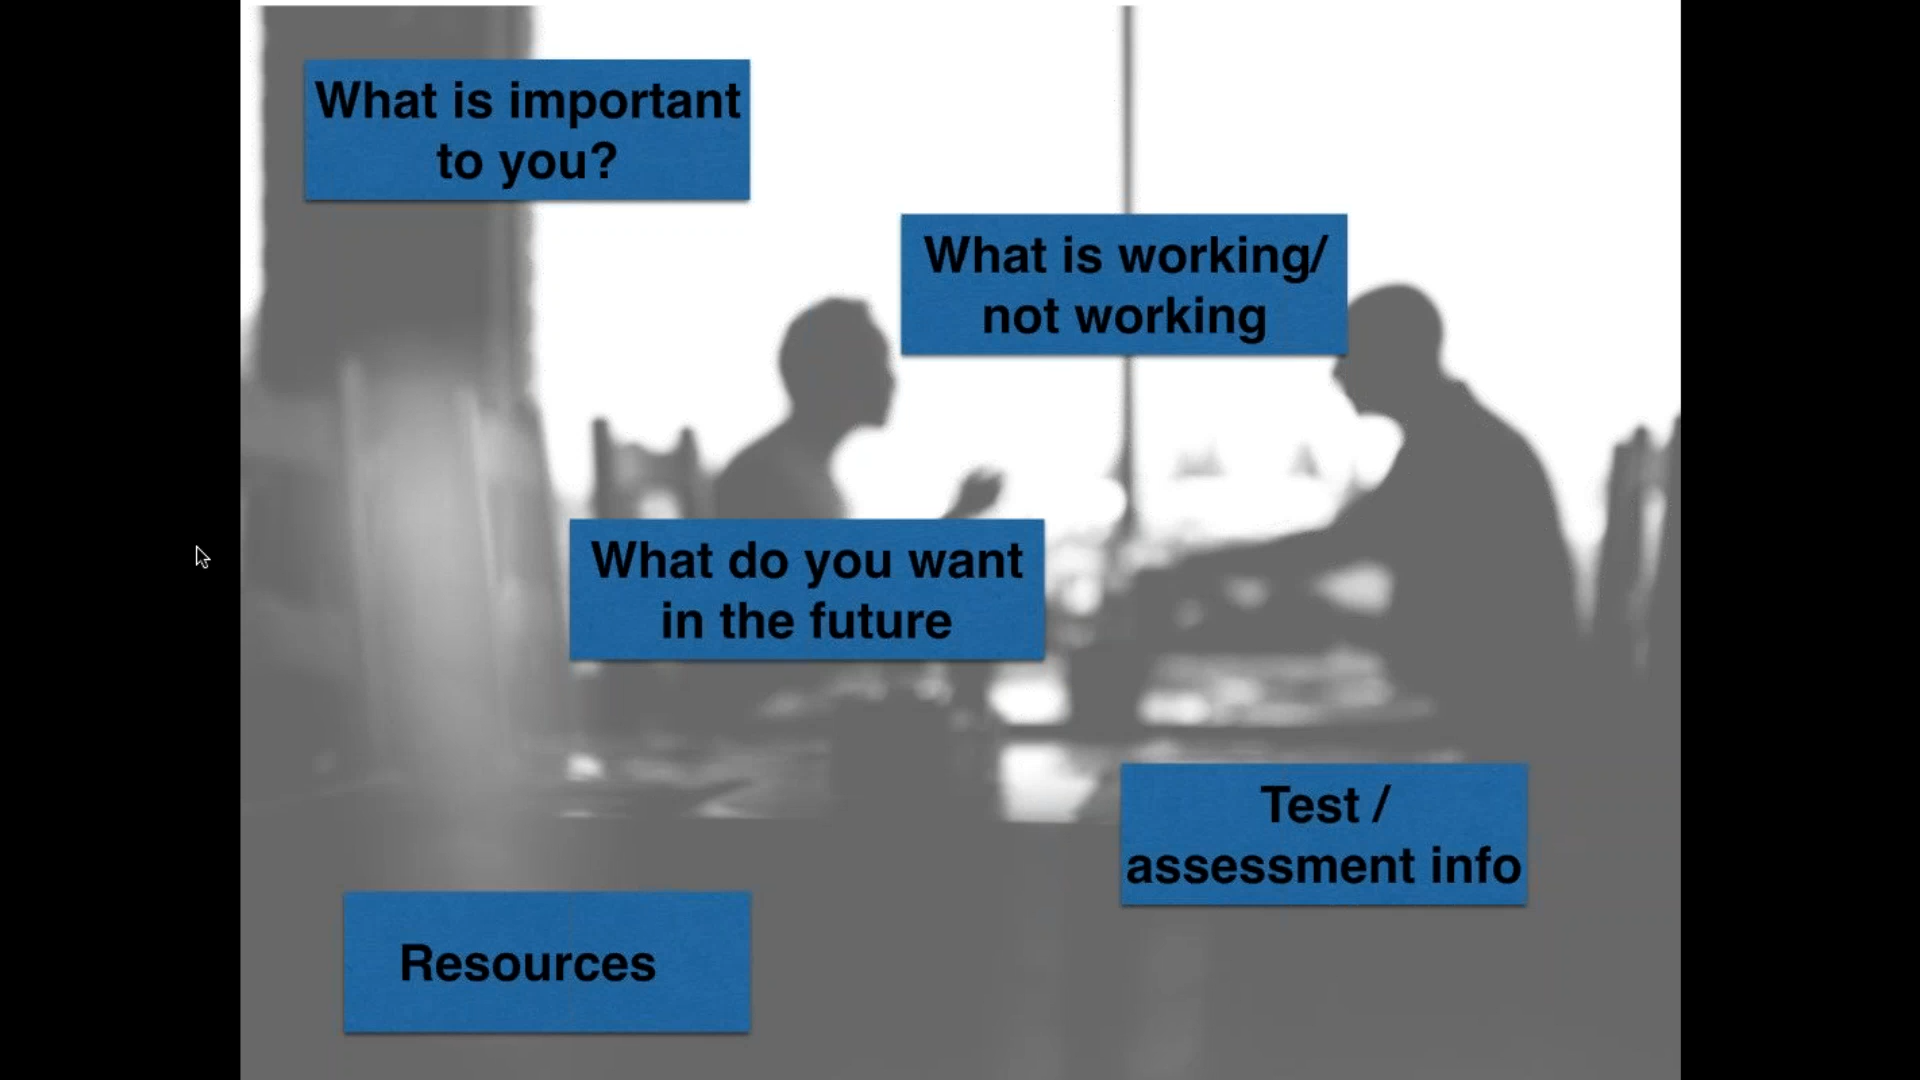 What is important
to you?
What is working/
not working
What do you want
in the future
Test /
assessment info
Resources